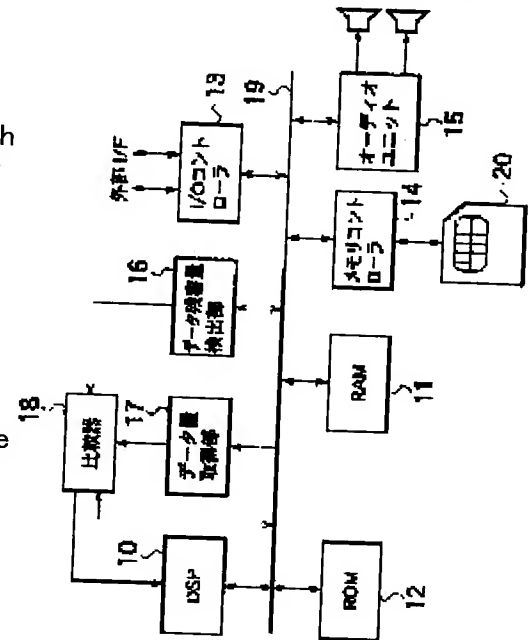 h
e
18
比較器
10
DSP
17
データ量
取得部
16
データ残容量
検出部
外部 I/F
13
I/Oコント
ローラ
19
ROM
12
RAM
11
メモリコント
ローラ
14
20
オーディオ
ユニット
15